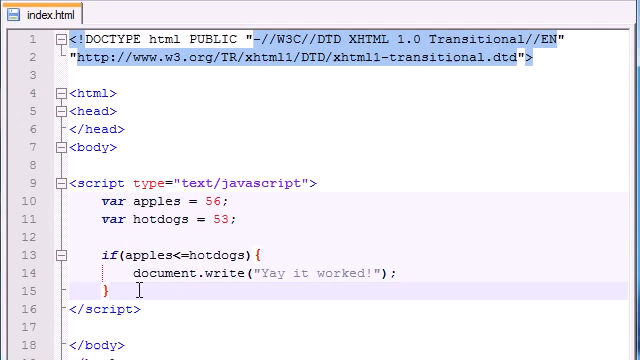 index.html
1 <!DOCTYPE html PUBLIC "-//W3C//DTD XHTML 1.0 Transitional//EN"
2 "http://www.w3.org/TR/xhtml1/DTD/xhtml1-transitional.dtd">
3
4 <html>
5 <head>
6 </head>
7 <body>
8
9 <script type="text/javascript">
10 var apples = 56;
11 var hotdogs = 53;
12
13 if(apples<=hotdogs){
14 document.write("Yay it worked!");
15 }
16 </script>
17
18 </body>